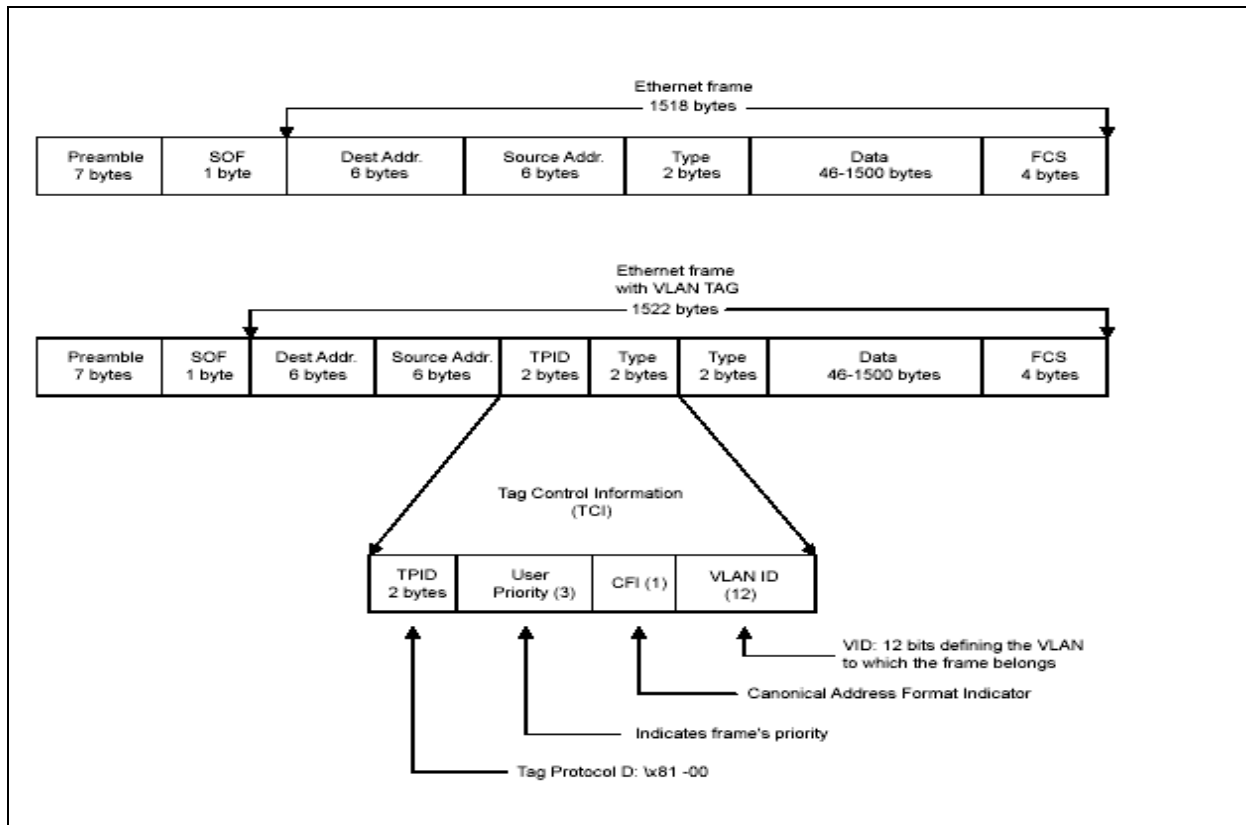 Ethernet frame
1518 bytes
Preamble
7 bytes
SOF
1 byte
Dest Addr.
6 bytes
Source Addr.
6 bytes
Type
2 bytes
Data
46-1500 bytes
FCS
4 bytes
Ethernet frame
with VLAN TAG
1522 bytes
Preamble
7 bytes
SOF
1 byte
Dest Addr.
6 bytes
Source Addr.
6 bytes
TPID
2 bytes
Type
2 bytes
Type
2 bytes
Data
46-1500 bytes
FCS
4 bytes
Tag Control Information
(TCI)
TPID
2 bytes
User
Priority (3)
CFI (1)
VLAN ID
(12)
VID: 12 bits defining the VLAN
to which the frame belongs
Canonical Address Format Indicator
Indicates frame's priority
Tag Protocol D: \x81 -00